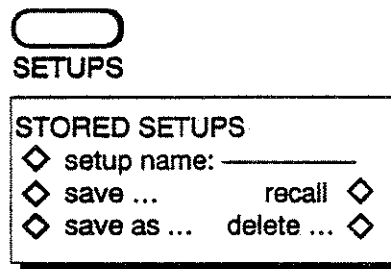 SETUPS
STORED SETUPS
setup name:
save ... recall
save as ... delete ...